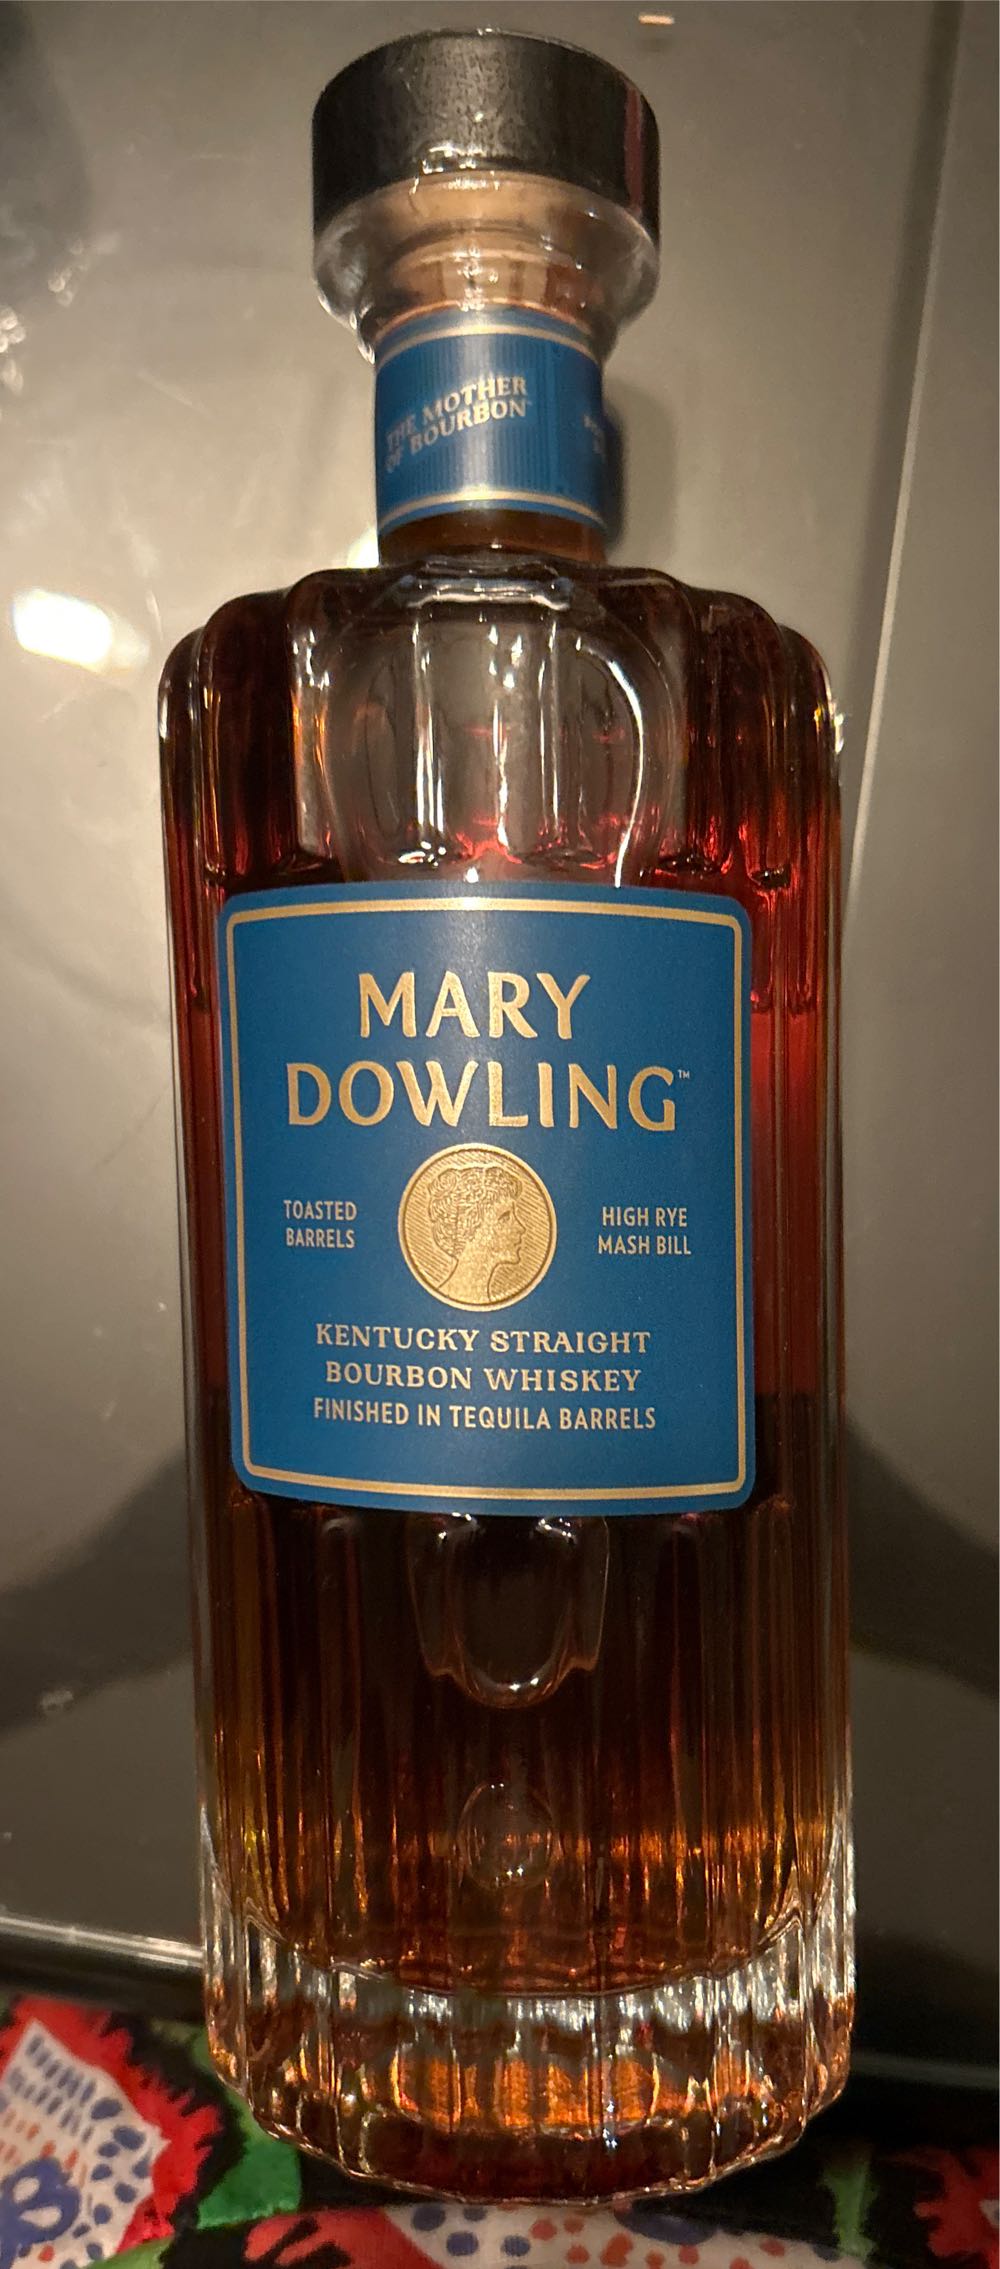 THE MOTHER
OF BOURBON
MARY
DOWLING™
TOASTED
BARRELS
HIGH RYE
MASH BILL
KENTUCKY STRAIGHT
BOURBON WHISKEY
FINISHED IN TEQUILA BARRELS